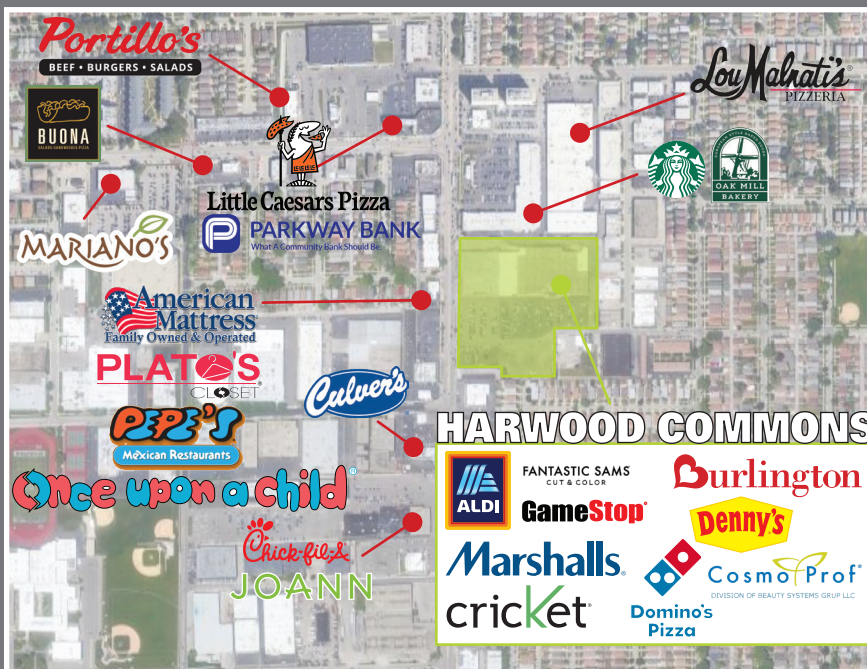 Portillo's
BEEF • BURGERS • SALADS
BUONA
Lou Malnati's
PIZZERIA
OAK MILL
BAKERY
Little Caesars Pizza
P PARKWAY BANK
What A Community Bank Should Be.
MARIANO'S
American
Mattress
Family Owned & Operated
PLATO'S
CLOSET®
Culver's
PEPE'S
Mexican Restaurants
Once upon a child®
Chick-fil-A
JOANN
HARWOOD COMMONS
ALDI
FANTASTIC SAMS
CUT & COLOR
GameStop
Burlington
Denny's
Marshalls
cricket
Domino's
Pizza
CosmoProf®
DIVISION OF BEAUTY SYSTEMS GRUP LLC